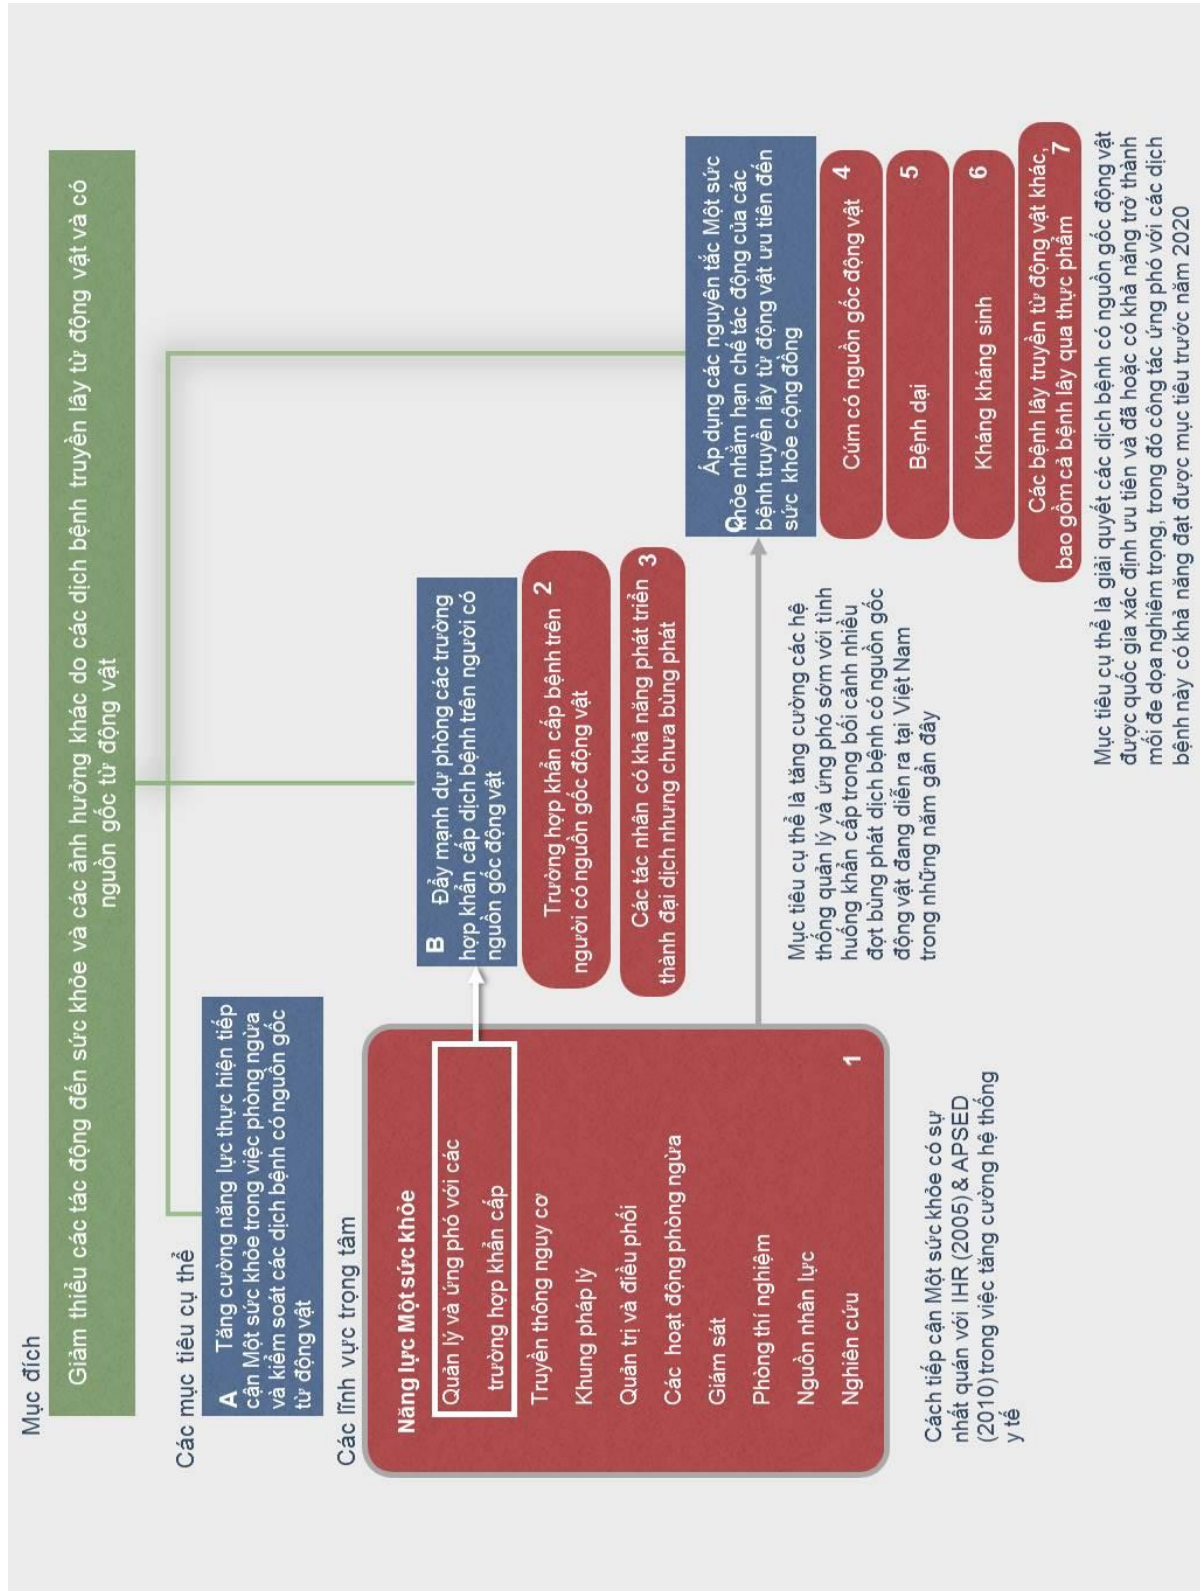 Mục đích
Giảm thiểu các tác động đến sức khỏe và các ảnh hưởng khác do các dịch bệnh truyền lây từ động vật và có
nguồn gốc từ động vật
Các mục tiêu cụ thể
A Tăng cường năng lực thực hiện tiếp
cận Một sức khỏe trong việc phòng ngừa
và kiểm soát các dịch bệnh có nguồn gốc
từ động vật
Các lĩnh vực trọng tâm
Năng lực Một sức khỏe
Quản lý và ứng phó với các
trường hợp khẩn cấp
Truyền thông nguy cơ
Khung pháp lý
Quản trị và điều phối
Các hoạt động phòng ngừa
Giám sát
Phòng thí nghiệm
Nguồn nhân lực
Nghiên cứu 1
Cách tiếp cận Một sức khỏe có sự
nhất quán với IHR (2005) & APSED
(2010) trong việc tăng cường hệ thống
y tế
B Đẩy mạnh dự phòng các trường
hợp khẩn cấp dịch bệnh trên người có
nguồn gốc động vật
Trường hợp khẩn cấp bệnh trên 2
người có nguồn gốc động vật
Các tác nhân có khả năng phát triển 3
thành đại dịch nhưng chưa bùng phát
Mục tiêu cụ thể là tăng cường các hệ
thống quản lý và ứng phó sớm với tình
huống khẩn cấp trong bối cảnh nhiều
đợt bùng phát dịch bệnh có nguồn gốc
động vật đang diễn ra tại Việt Nam
trong những năm gần đây
Áp dụng các nguyên tắc Một sức
C khỏe nhằm hạn chế tác động của các
bệnh truyền lây từ động vật ưu tiên đến
sức khỏe cộng đồng
Cúm có nguồn gốc động vật 4
Bệnh dại 5
Kháng kháng sinh 6
Các bệnh lây truyền từ động vật khác,
bao gồm cả bệnh lây qua thực phẩm 7
Mục tiêu cụ thể là giải quyết các dịch bệnh có nguồn gốc động vật
được quốc gia xác định ưu tiên và đã hoặc có khả năng trở thành
mối đe dọa nghiêm trọng, trong đó công tác ứng phó với các dịch
bệnh này có khả năng đạt được mục tiêu trước năm 2020